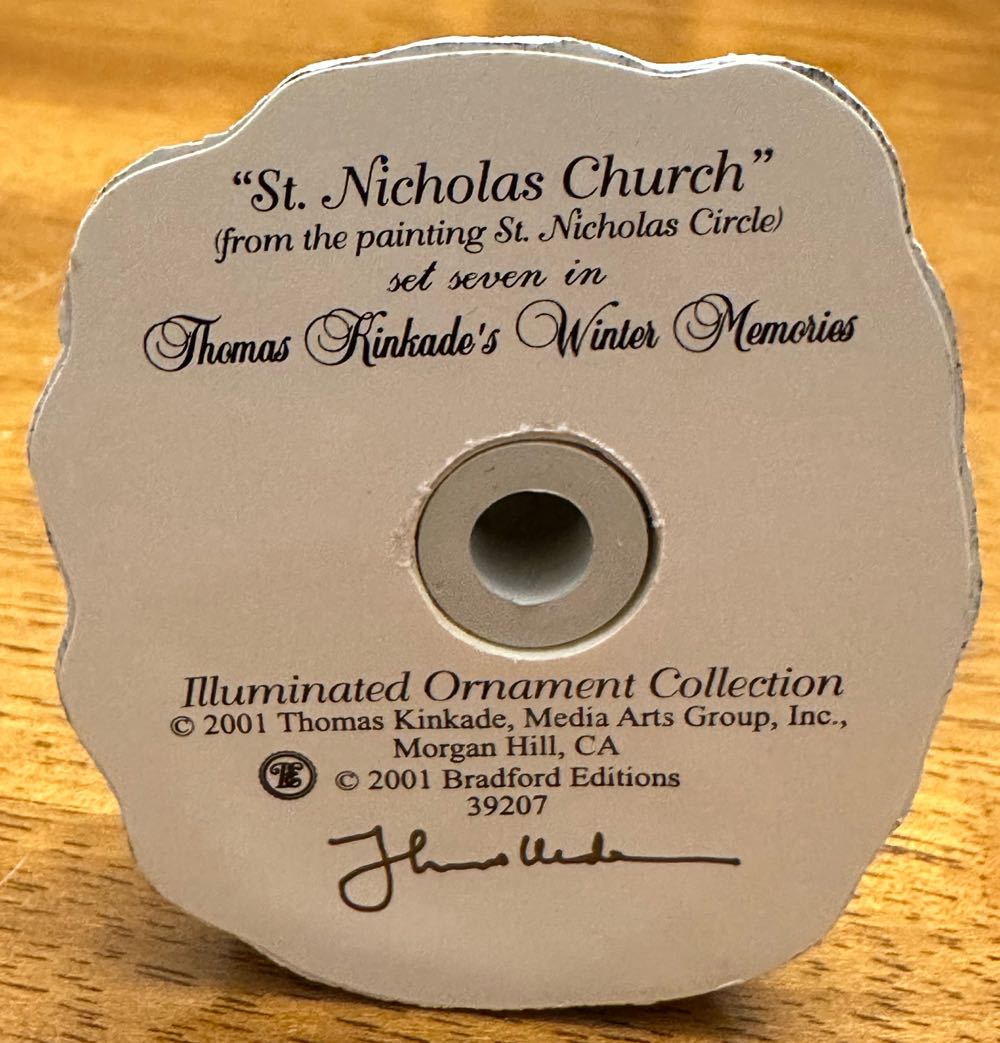 “St. Nicholas Church”
(from the painting St. Nicholas Circle)
set seven in
Thomas Kinkade's Winter Memories
Illuminated Ornament Collection
© 2001 Thomas Kinkade, Media Arts Group, Inc.,
Morgan Hill, CA
© 2001 Bradford Editions
39207